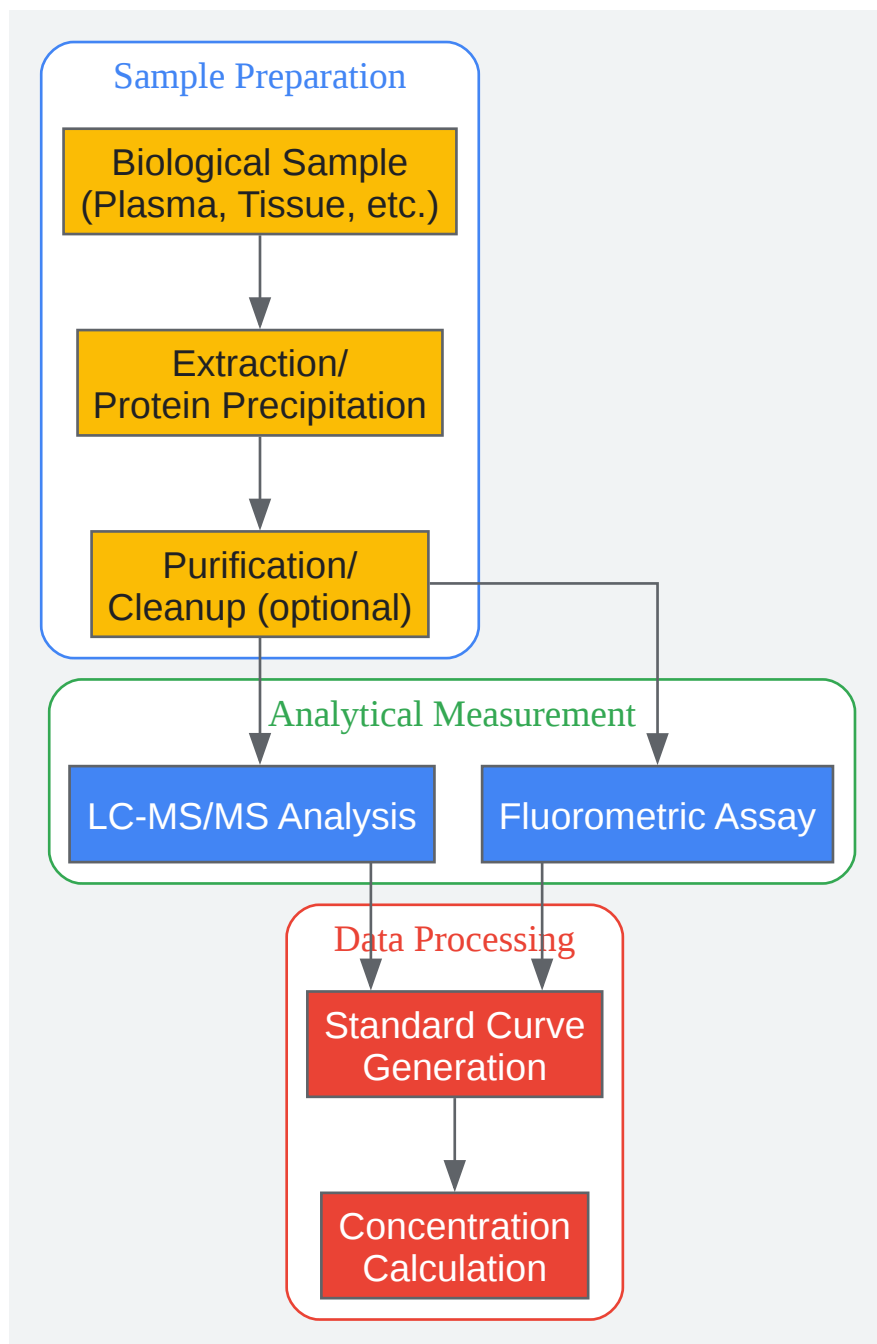 Sample Preparation
Biological Sample
(Plasma, Tissue, etc.)
Extraction/
Protein Precipitation
Purification/
Cleanup (optional)
Analytical Measurement
LC-MS/MS Analysis
Fluorometric Assay
Data Processing
Standard Curve
Generation
Concentration
Calculation